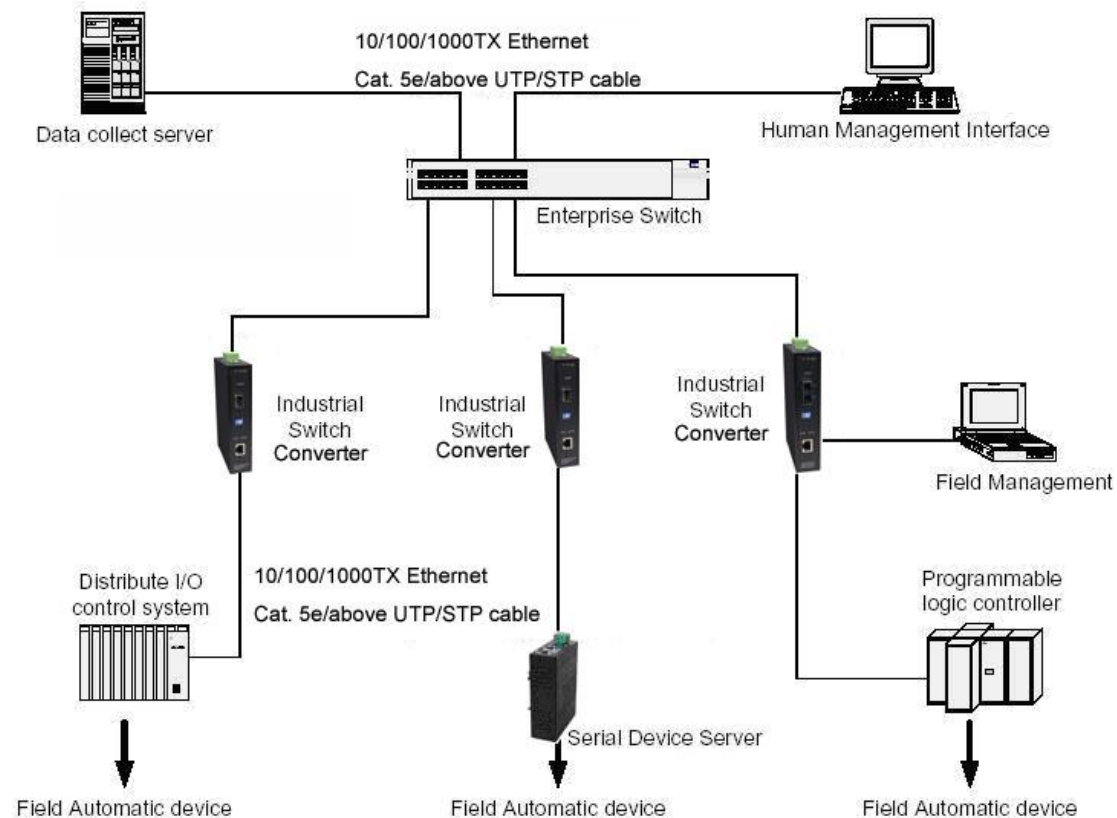 10/100/1000TX Ethernet
Cat. 5e/above UTP/STP cable
Data collect server
Human Management Interface
Enterprise Switch
Industrial
Switch
Converter
Industrial
Switch
Converter
Industrial
Switch
Converter
Field Management
10/100/1000TX Ethernet
Cat. 5e/above UTP/STP cable
Distribute I/O
control system
Programmable
logic controller
Serial Device Server
Field Automatic device
Field Automatic device
Field Automatic device